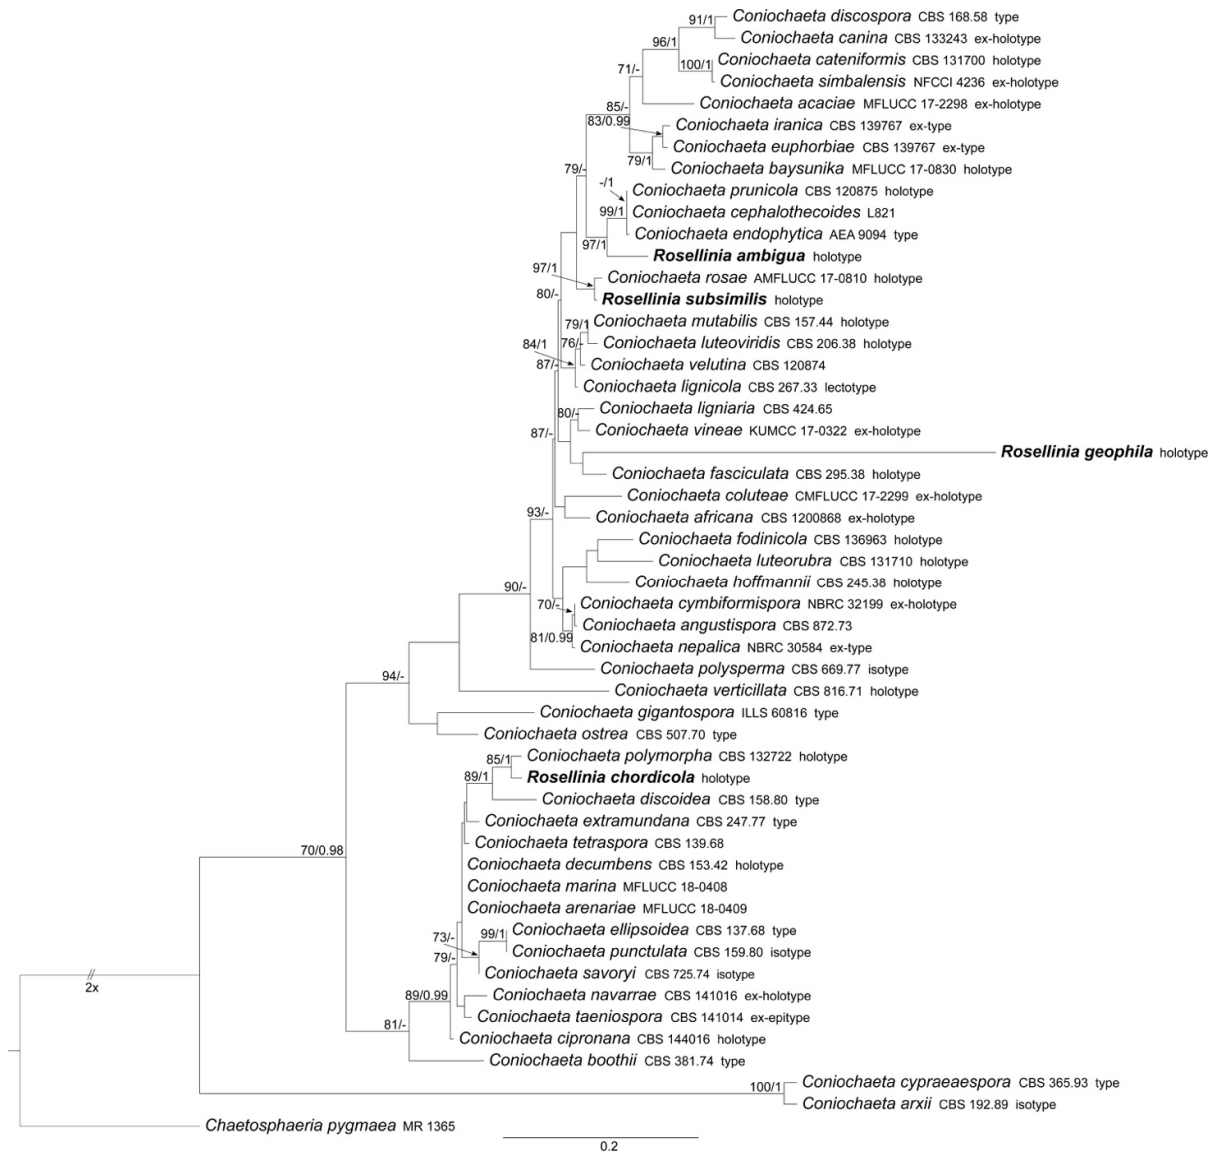 91/1
Coniochaeta discospora CBS 168.58 type
Coniochaeta canina CBS 133243 ex-holotype
96/1
Coniochaeta cateniformis CBS 131700 holotype
100/1
Coniochaeta simbalensis NFCCI 4236 ex-holotype
71/-
Coniochaeta acaciae MFLUCC 17-2298 ex-holotype
85/-
83/0.99
Coniochaeta iranica CBS 139767 ex-type
Coniochaeta euphorbiae CBS 139767 ex-type
79/1
Coniochaeta baysunika MFLUCC 17-0830 holotype
79/-
-/1
Coniochaeta prunicola CBS 120875 holotype
99/1
Coniochaeta cephalothecoides L821
Coniochaeta endophytica AEA 9094 type
97/1
Rosellinia ambigua holotype
97/1
Coniochaeta rosae AMFLUCC 17-0810 holotype
80/-
Rosellinia subsimilis holotype
79/1
Coniochaeta mutabilis CBS 157.44 holotype
84/1
76/-
Coniochaeta luteoviridis CBS 206.38 holotype
87/-
Coniochaeta velutina CBS 120874
Coniochaeta lignicola CBS 267.33 lectotype
80/-
Coniochaeta ligniaria CBS 424.65
87/-
Coniochaeta vineae KUMCC 17-0322 ex-holotype
Rosellinia geophila holotype
Coniochaeta fasciculata CBS 295.38 holotype
Coniochaeta coluteae CMFLUCC 17-2299 ex-holotype
93/-
Coniochaeta africana CBS 1200868 ex-holotype
Coniochaeta fodinicola CBS 136963 holotype
Coniochaeta luteorubra CBS 131710 holotype
90/-
Coniochaeta hoffmannii CBS 245.38 holotype
70/-
Coniochaeta cymbiformispora NBRC 32199 ex-holotype
Coniochaeta angustispora CBS 872.73
81/0.99
Coniochaeta nepalica NBRC 30584 ex-type
Coniochaeta polysperma CBS 669.77 isotype
94/-
Coniochaeta verticillata CBS 816.71 holotype
Coniochaeta gigantospora ILLS 60816 type
Coniochaeta ostrea CBS 507.70 type
85/1
Coniochaeta polymorpha CBS 132722 holotype
89/1
Rosellinia chordicola holotype
Coniochaeta discoidea CBS 158.80 type
Coniochaeta extramundana CBS 247.77 type
70/0.98
Coniochaeta tetraspora CBS 139.68
Coniochaeta decumbens CBS 153.42 holotype
Coniochaeta marina MFLUCC 18-0408
Coniochaeta arenariae MFLUCC 18-0409
73/-
99/1
Coniochaeta ellipsoidea CBS 137.68 type
79/-
Coniochaeta punctulata CBS 159.80 isotype
Coniochaeta savoryi CBS 725.74 isotype
2x
89/0.99
Coniochaeta navarrae CBS 141016 ex-holotype
81/-
Coniochaeta taeniospora CBS 141014 ex-epitype
Coniochaeta cipronana CBS 144016 holotype
Coniochaeta boothii CBS 381.74 type
100/1
Coniochaeta cypraeaespora CBS 365.93 type
Coniochaeta arxii CBS 192.89 isotype
Chaetosphaeria pygmaea MR 1365
0.2